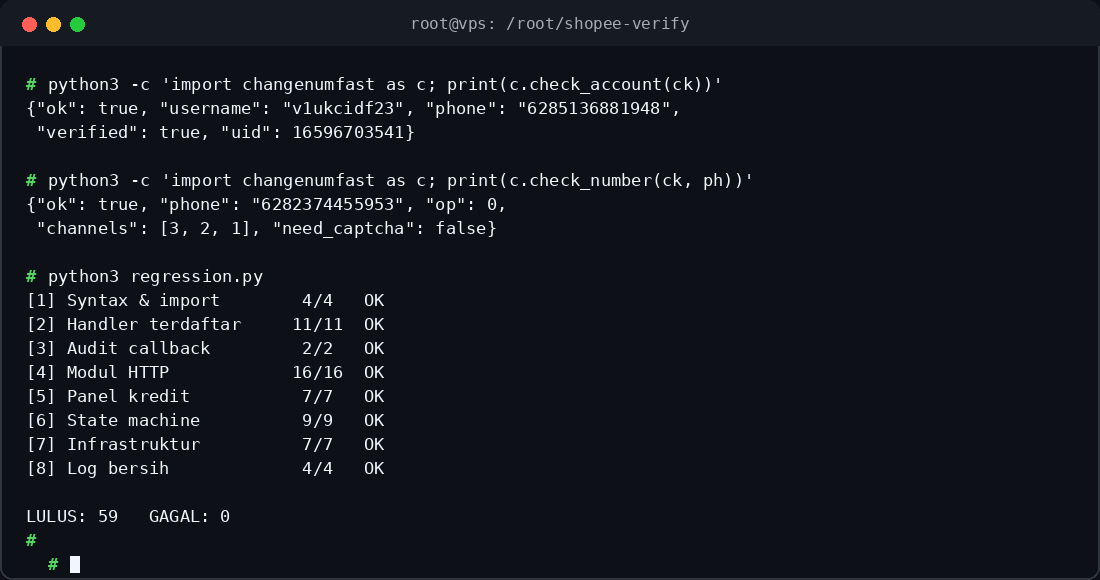 root@vps: /root/shopee-verify
# python3 -c 'import changenumfast as c; print(c.check_account(ck))'
{"ok": true, "username": "v1ukcidf23", "phone": "6285136881948",
"verified": true, "uid": 16596703541}
# python3 -c 'import changenumfast as c; print(c.check_number(ck, ph))'
{"ok": true, "phone": "6282374455953", "op": 0,
"channels": [3, 2, 1], "need_captcha": false}
# python3 regression.py
[1] Syntax & import 4/4 OK
[2] Handler terdaftar 11/11 OK
[3] Audit callback 2/2 OK
[4] Modul HTTP 16/16 OK
[5] Panel kredit 7/7 OK
[6] State machine 9/9 OK
[7] Infrastruktur 7/7 OK
[8] Log bersih 4/4 OK
LULUS: 59 GAGAL: 0
#
#